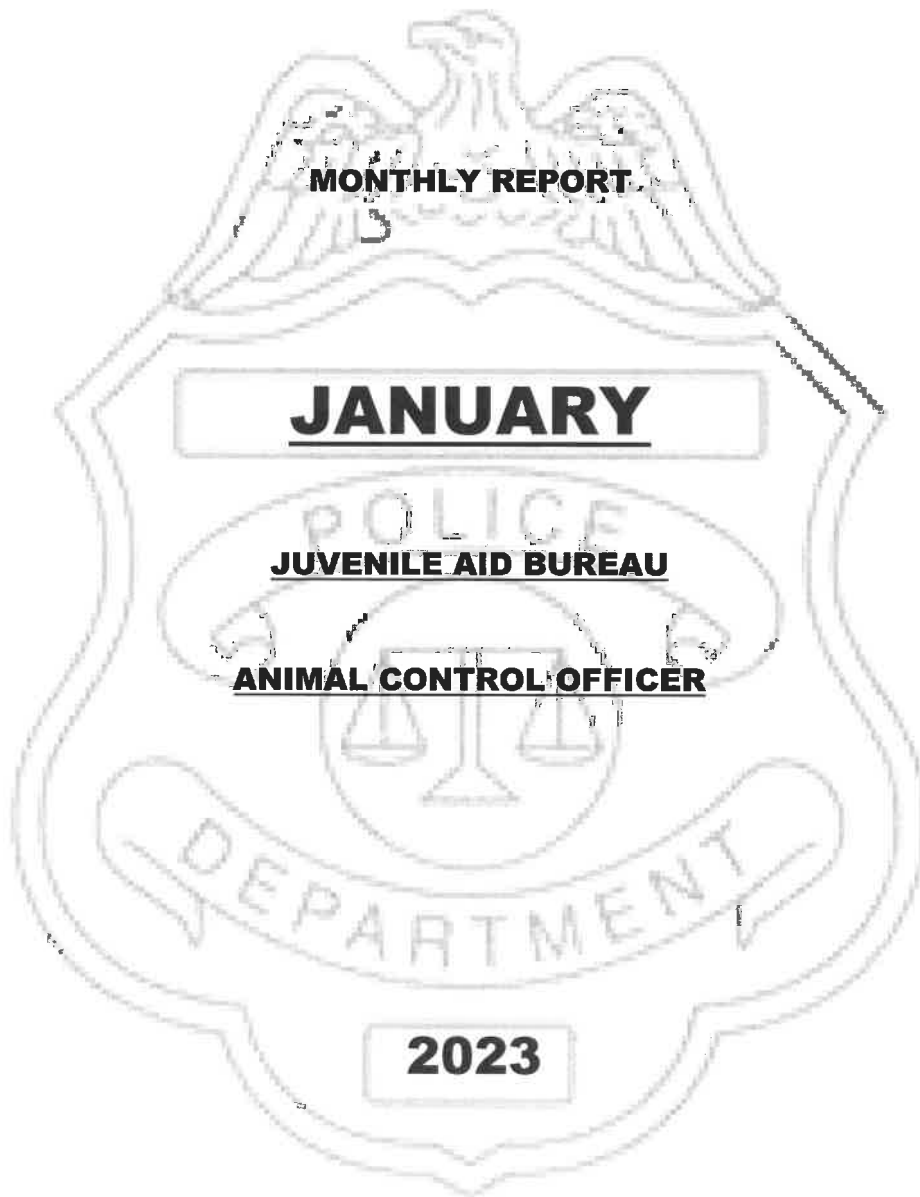 MONTHLY REPORT
JANUARY
POLICE
JUVENILE AID BUREAU
ANIMAL CONTROL OFFICER
DEPARTMENT
2023